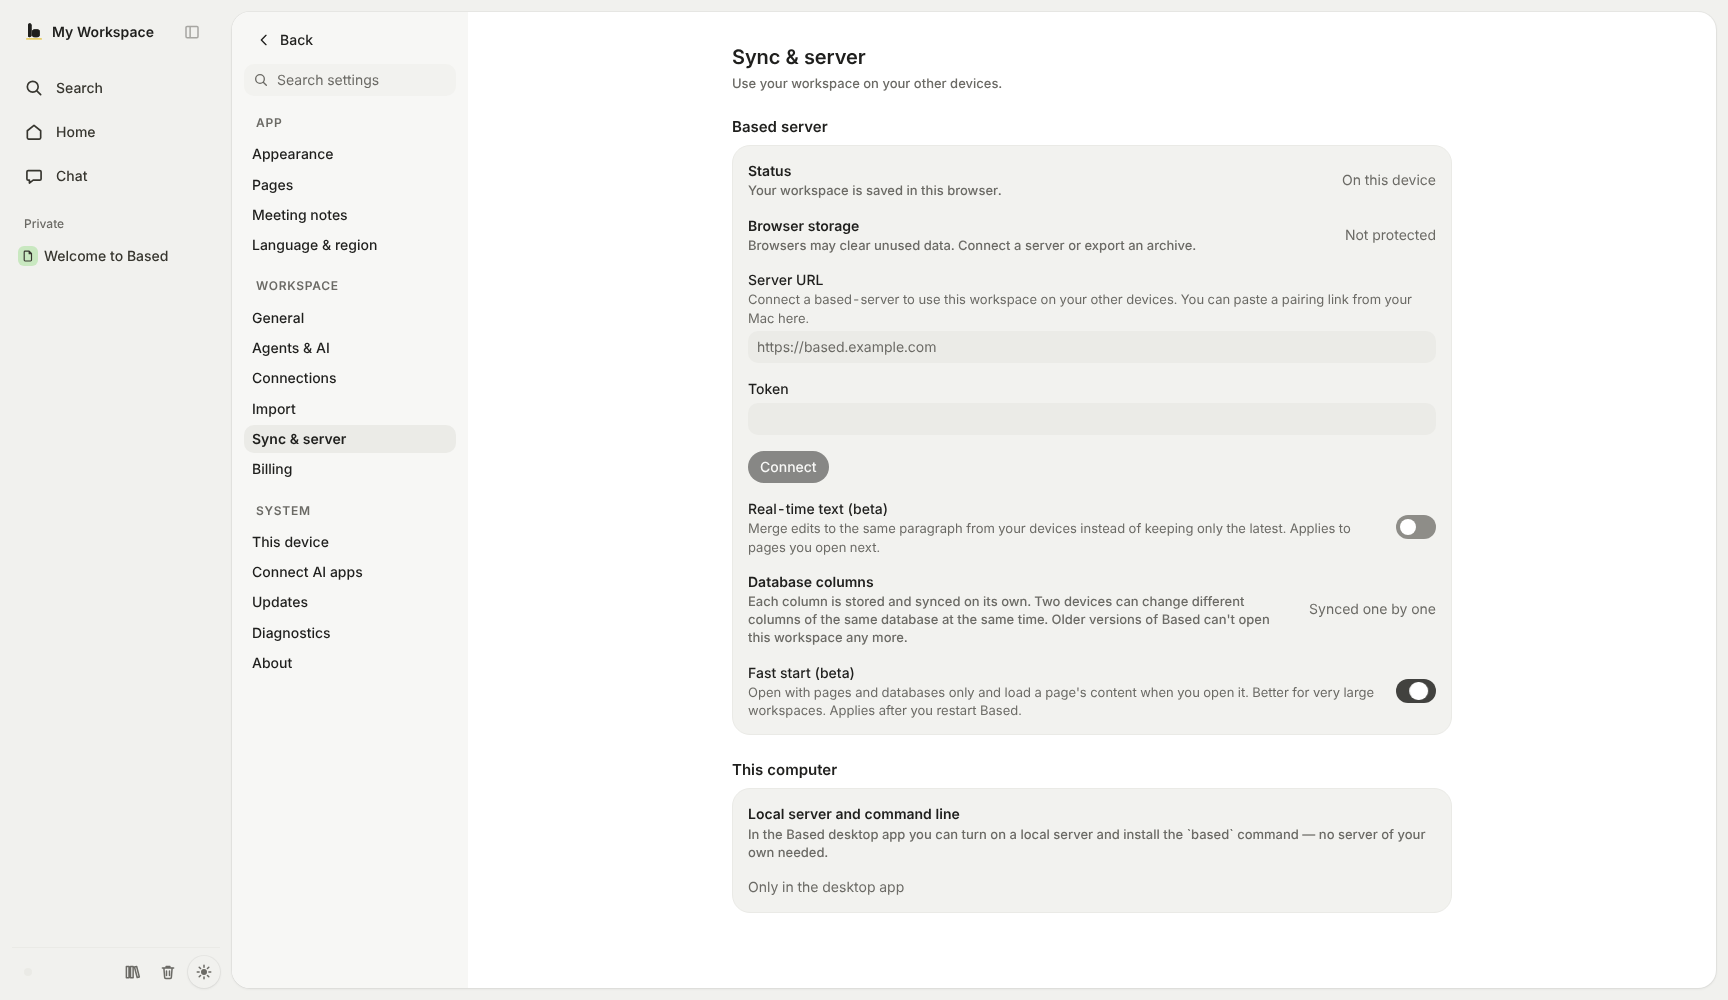 My Workspace
Search
Home
Chat
Private
Welcome to Based
Back
Search settings
APP
Appearance
Pages
Meeting notes
Language & region
WORKSPACE
General
Agents & AI
Connections
Import
Sync & server
Billing
SYSTEM
This device
Connect AI apps
Updates
Diagnostics
About
Sync & server
Use your workspace on your other devices.
Based server
Status
Your workspace is saved in this browser.
On this device
Browser storage
Browsers may clear unused data. Connect a server or export an archive.
Not protected
Server URL
Connect a based-server to use this workspace on your other devices. You can paste a pairing link from your
Mac here.
https://based.example.com
Token
Connect
Real-time text (beta)
Merge edits to the same paragraph from your devices instead of keeping only the latest. Applies to
pages you open next.
Database columns
Each column is stored and synced on its own. Two devices can change different
columns of the same database at the same time. Older versions of Based can't open
this workspace any more.
Synced one by one
Fast start (beta)
Open with pages and databases only and load a page's content when you open it. Better for very large
workspaces. Applies after you restart Based.
This computer
Local server and command line
In the Based desktop app you can turn on a local server and install the `based` command — no server of your
own needed.
Only in the desktop app